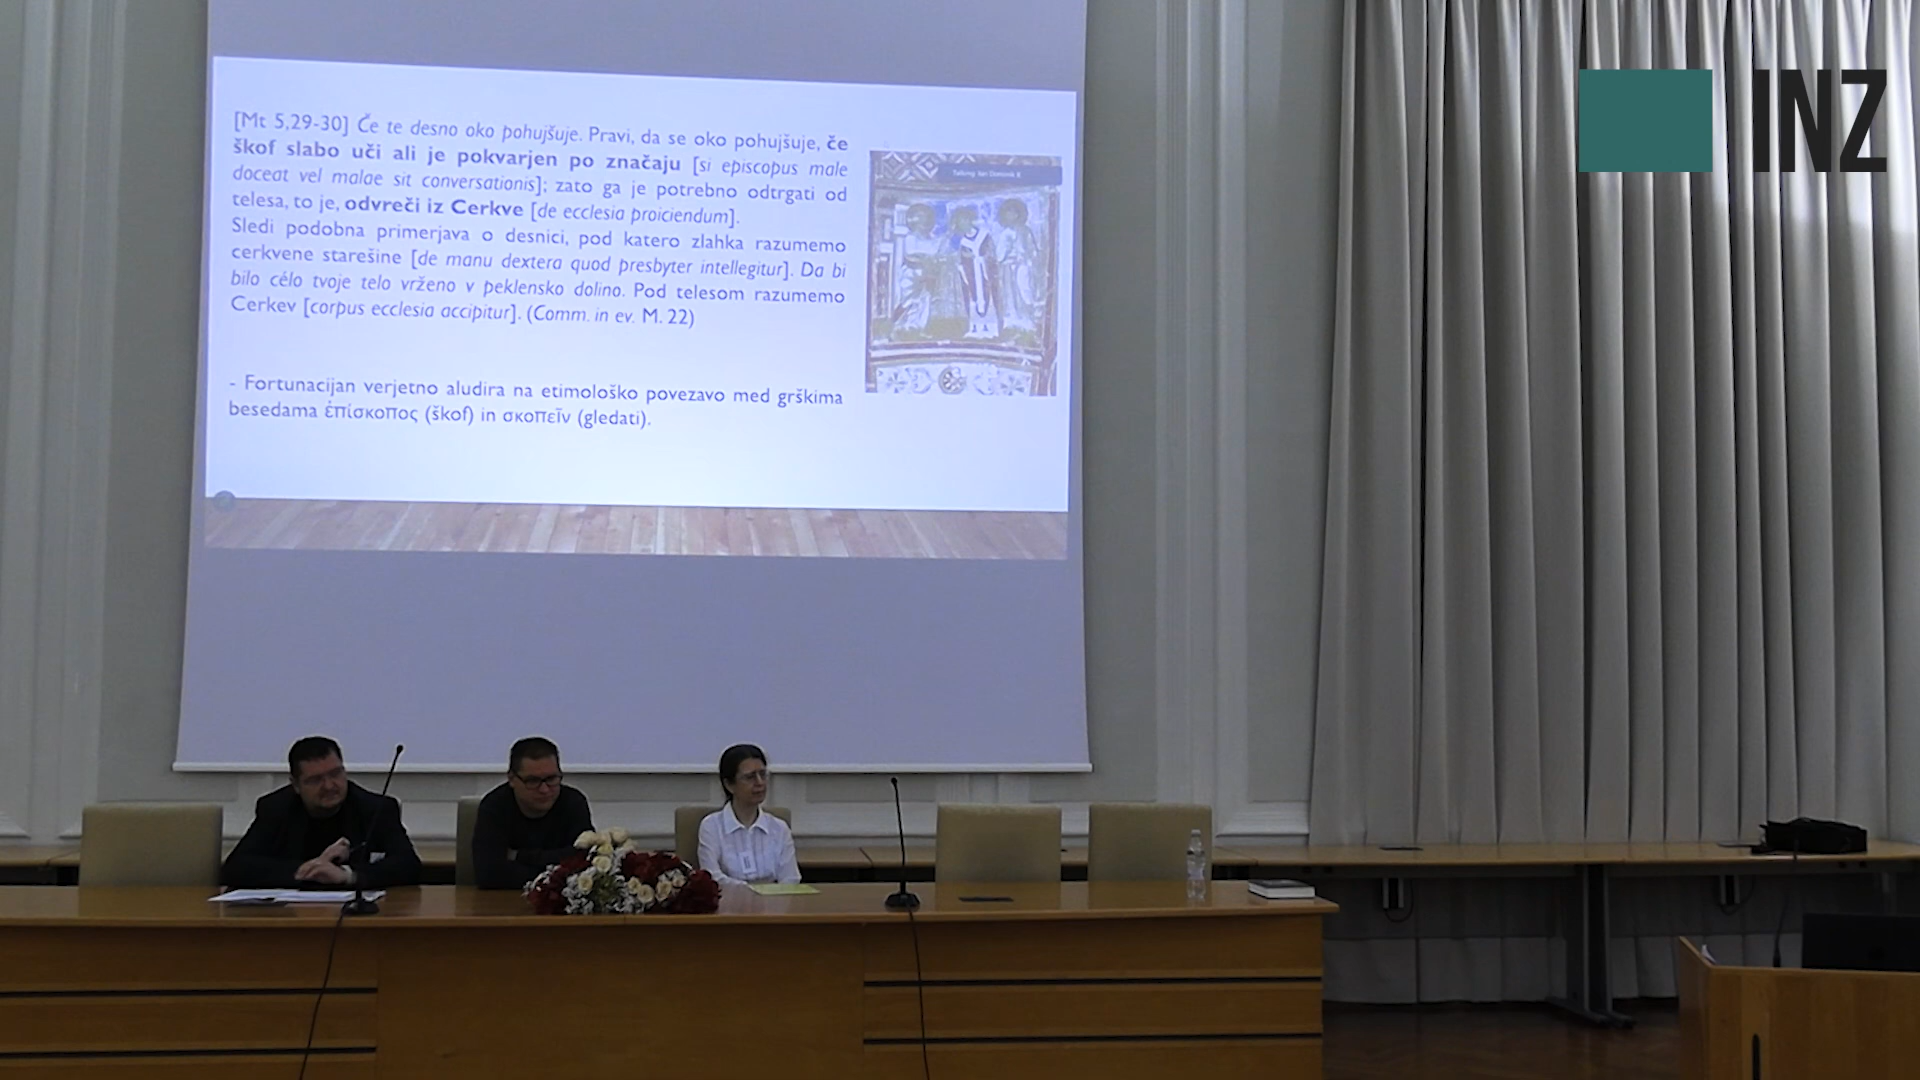 [Mt 5,29-30] Če te desno oko pohujšuje. Pravi, da se oko pohujšuje, če
škof slabo uči ali je pokvarjen po značaju [si episcopus male
doceat vel malae sit conversationis]; zato ga je potrebno odtrgati od
telesa, to je, odvreči iz Cerkve [de ecclesia proiciendum].
Sledi podobna primerjava o desnici, pod katero zlahka razumemo
cerkvene starešine [de manu dextera quod presbyter intellegitur]. Da bi
bilo célo tvoje telo vrženo v peklensko dolino. Pod telesom razumemo
Cerkev [corpus ecclesia accipitur]. (Comm. in ev. M. 22)
- Fortunacijan verjetno aludira na etimološko povezavo med grškima
besedama ἐπίσκοπος (škof) in σκοπεῖν (gledati).
INZ